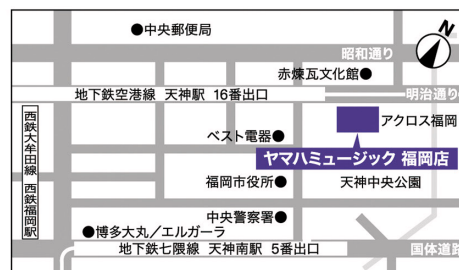 N
●中央郵便局
昭和通り
赤煉瓦文化館●
地下鉄空港線 天神駅 16番出口
明治通り
アクロス福岡
ベスト電器●
ヤマハミュージック 福岡店
西鉄大牟田線 西鉄福岡駅
福岡市役所●
天神中央公園
中央警察署●
●博多大丸/エルガーラ
地下鉄七隈線 天神南駅 5番出口
国体道路